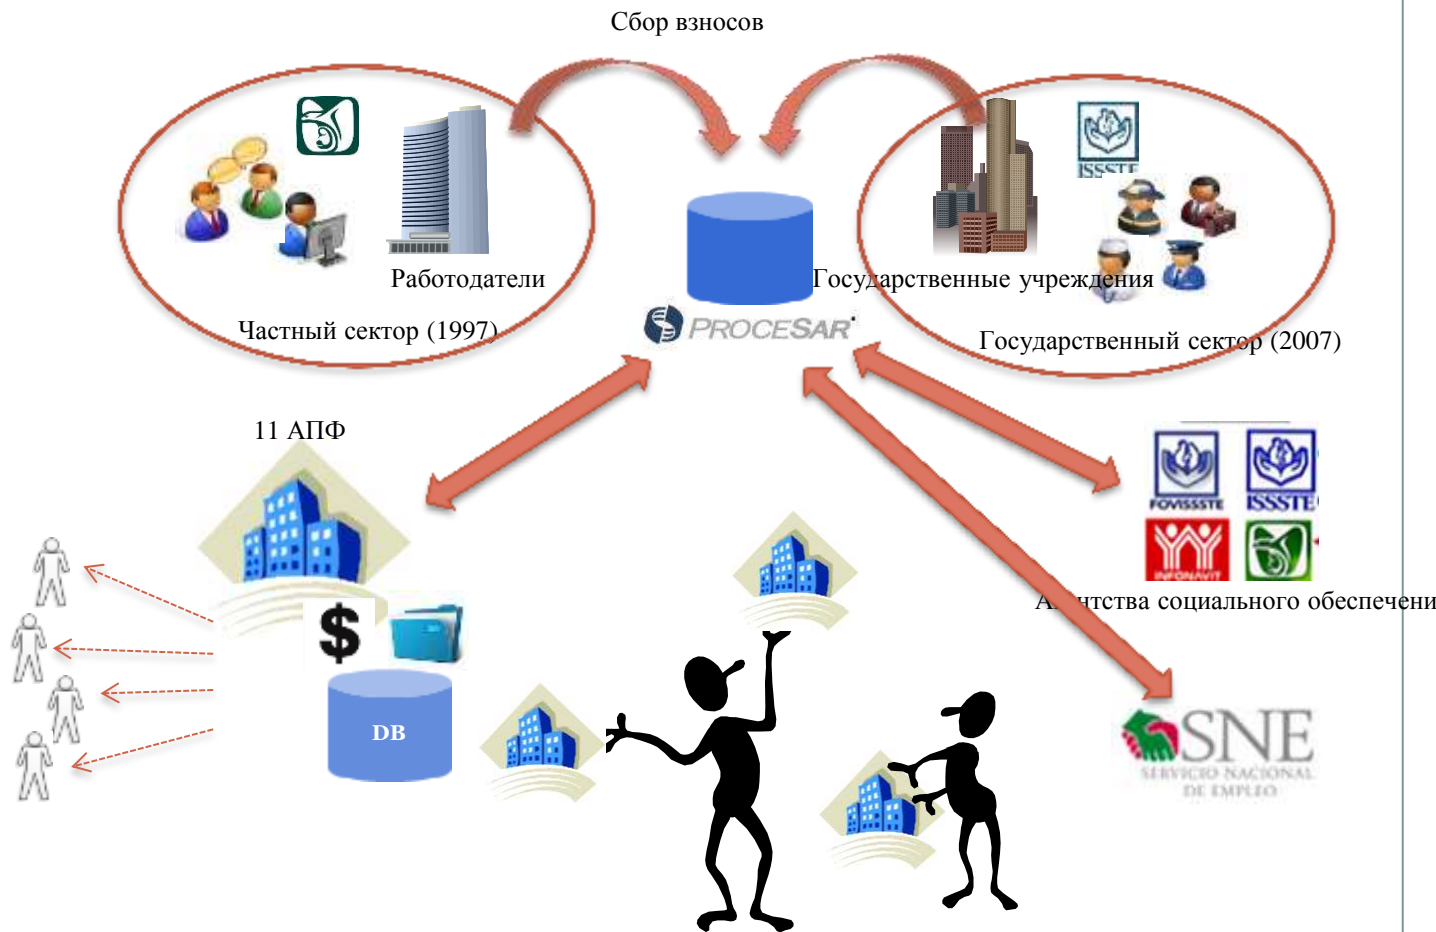 Сбор взносов
ISSSTE
Работодатели
Государственные учреждения
Частный сектор (1997)
PROCESAR
Государственный сектор (2007)
11 АПФ
FOVISSSTE
ISSSTE
INFONAVIT
социального обеспечени
$
DB
SNE
SERVICIO NACIONAL
DE EMPLEO